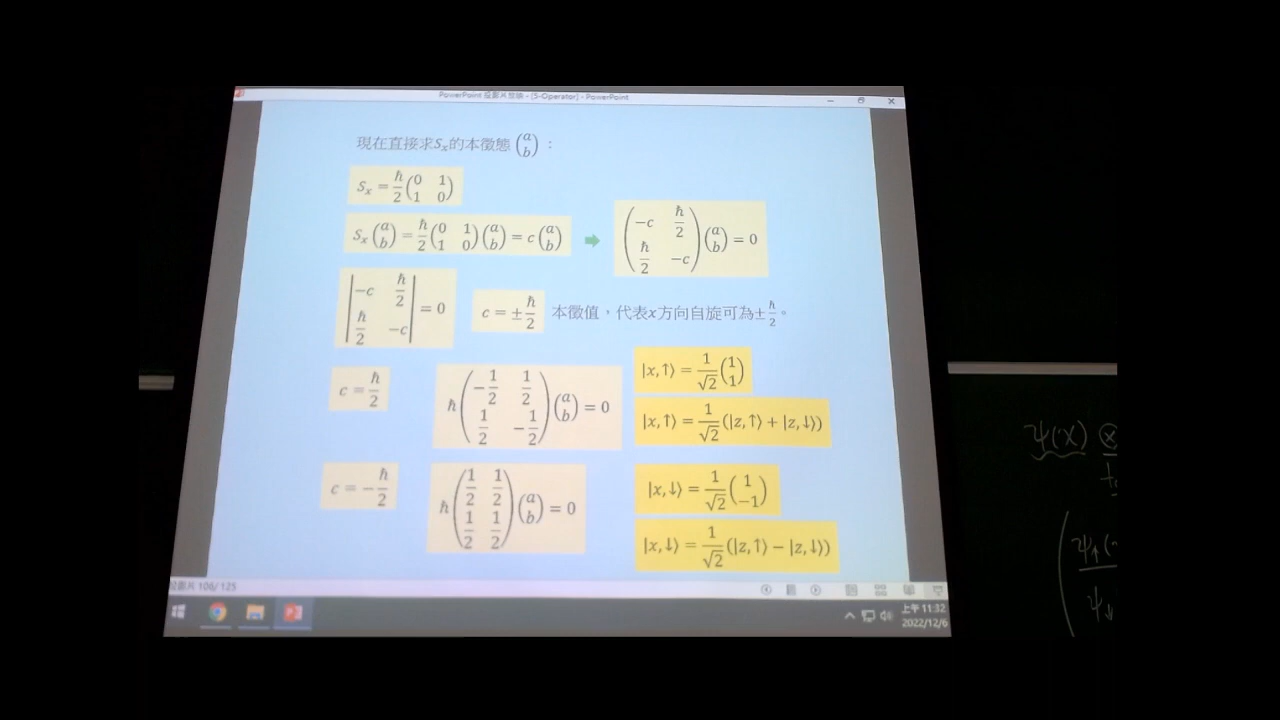 PowerPoint 投影片放映 - [5-Operator] - PowerPoint
現在直接求Sₓ的本徵態 (a b)：
Sₓ = ħ/2 (0 1 1 0)
Sₓ (a b) = ħ/2 (0 1 1 0)(a b) = c (a b)
(-c ħ/2 ħ/2 -c)(a b) = 0
|-c ħ/2 ħ/2 -c| = 0
c = ± ħ/2
本徵值，代表x方向自旋可為± ħ/2。
c = ħ/2
ħ (-1/2 1/2 1/2 -1/2)(a b) = 0
|x,↑⟩ = 1/√2 (1 1)
|x,↑⟩ = 1/√2 (|z,↑⟩ + |z,↓⟩)
c = - ħ/2
ħ (1/2 1/2 1/2 1/2)(a b) = 0
|x,↓⟩ = 1/√2 (1 -1)
|x,↓⟩ = 1/√2 (|z,↑⟩ − |z,↓⟩)
投影片 106/125
上午 11:32
2022/12/6
ψ(x) ⊗
ψ↑(
ψ↓